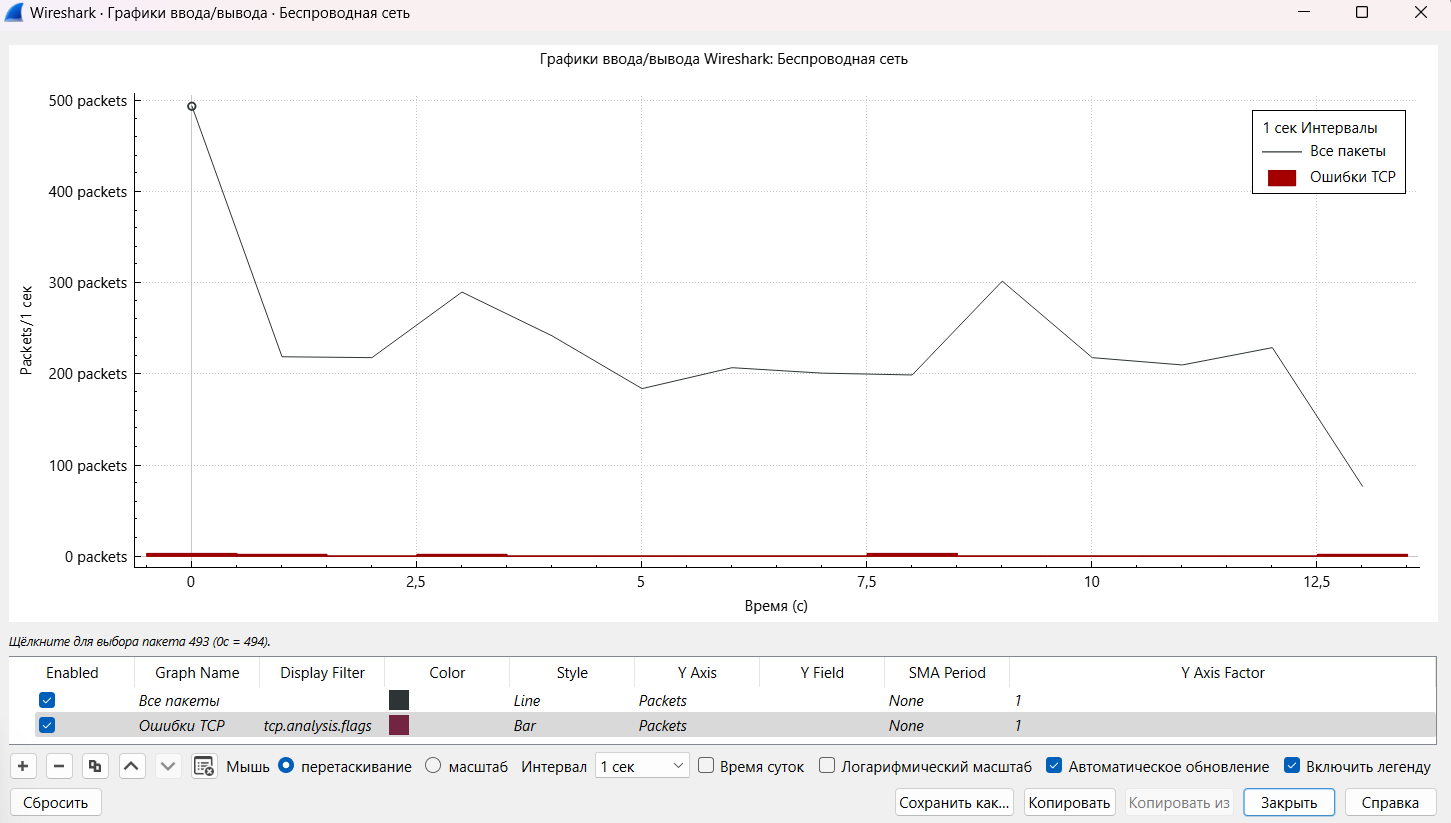 Wireshark · Графики ввода/вывода · Беспроводная сеть
Графики ввода/вывода Wireshark: Беспроводная сеть
500 packets
400 packets
300 packets
200 packets
100 packets
0 packets
Packets/1 сек
1 сек Интервалы
Все пакеты
Ошибки TCP
0 2,5 5 7,5 10 12,5
Время (с)
Щёлкните для выбора пакета 493 (0с = 494).
Enabled Graph Name Display Filter Color Style Y Axis Y Field SMA Period Y Axis Factor
Все пакеты Line Packets None 1
Ошибки TCP tcp.analysis.flags Bar Packets None 1
Мышь перетаскивание масштаб Интервал 1 сек Время суток Логарифмический масштаб Автоматическое обновление Включить легенду
Сбросить Сохранить как... Копировать Копировать из Закрыть Справка